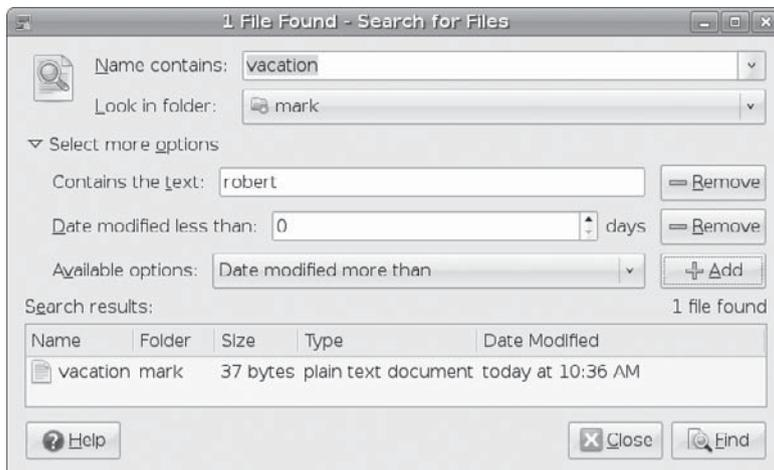 1 File Found - Search for Files
Name contains: vacation
Look in folder: mark
Select more options
Contains the text: robert Remove
Date modified less than: 0 days Remove
Available options: Date modified more than Add
Search results: 1 file found
Name Folder Size Type Date Modified
vacation mark 37 bytes plain text document today at 10:36 AM
Help Close Find